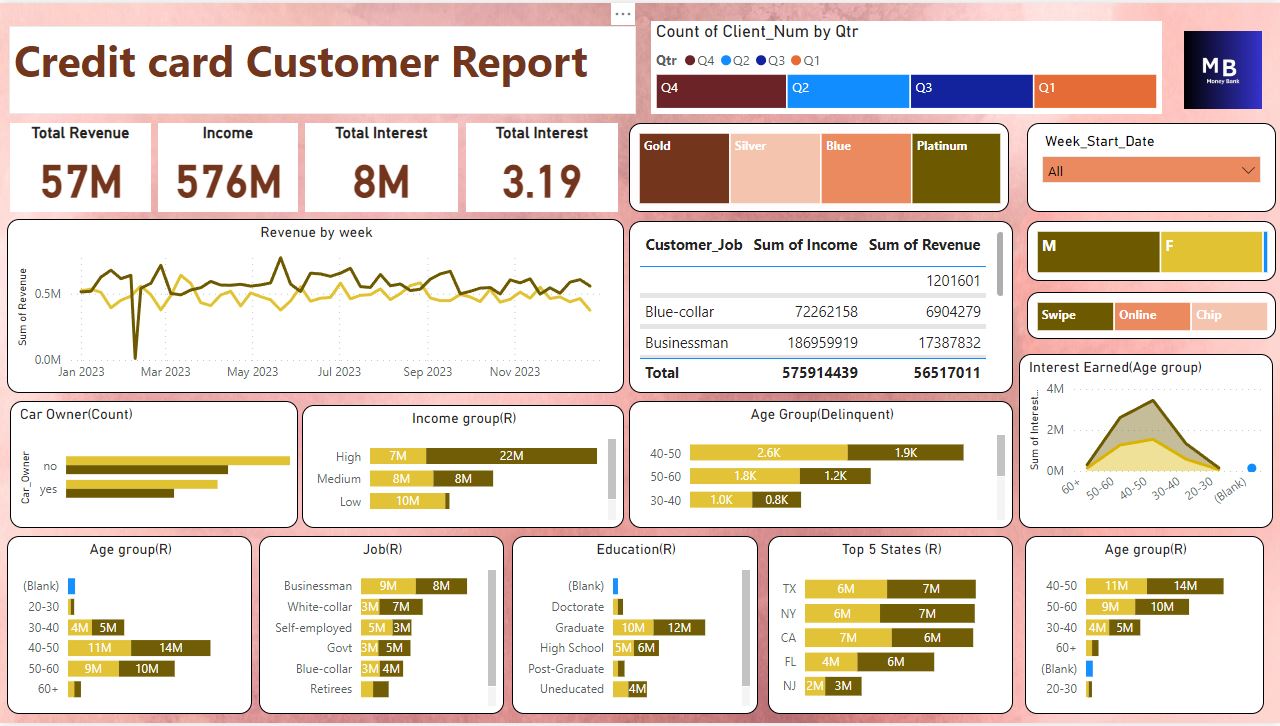 Credit card Customer Report
Count of Client_Num by Qtr
Qtr Q4 Q2 Q3 Q1
Q4 Q2 Q3 Q1
MB
Money Bank
Total Revenue
57M
Income
576M
Total Interest
8M
Total Interest
3.19
Gold Silver Blue Platinum
Week_Start_Date
All
M F
Swipe Online Chip
Revenue by week
Sum of Revenue
0.5M
0.0M
Jan 2023 Mar 2023 May 2023 Jul 2023 Sep 2023 Nov 2023
Customer_Job Sum of Income Sum of Revenue
1201601
Blue-collar 72262158 6904279
Businessman 186959919 17387832
Total 575914439 56517011
Interest Earned(Age group)
Sum of Interest...
4M
2M
0M
60+ 50-60 40-50 30-40 20-30 (Blank)
Car Owner(Count)
Car_Owner
no
yes
Income group(R)
High 7M 22M
Medium 8M 8M
Low 10M
Age Group(Delinquent)
40-50 2.6K 1.9K
50-60 1.8K 1.2K
30-40 1.0K 0.8K
Age group(R)
(Blank)
20-30
30-40 4M 5M
40-50 11M 14M
50-60 9M 10M
60+
Job(R)
Businessman 9M 8M
White-collar 3M 7M
Self-employed 5M 3M
Govt 3M 5M
Blue-collar 3M 4M
Retirees
Education(R)
(Blank)
Doctorate
Graduate 10M 12M
High School 5M 6M
Post-Graduate
Uneducated 4M
Top 5 States (R)
TX 6M 7M
NY 6M 7M
CA 7M 6M
FL 4M 6M
NJ 2M 3M
Age group(R)
40-50 11M 14M
50-60 9M 10M
30-40 4M 5M
60+
(Blank)
20-30